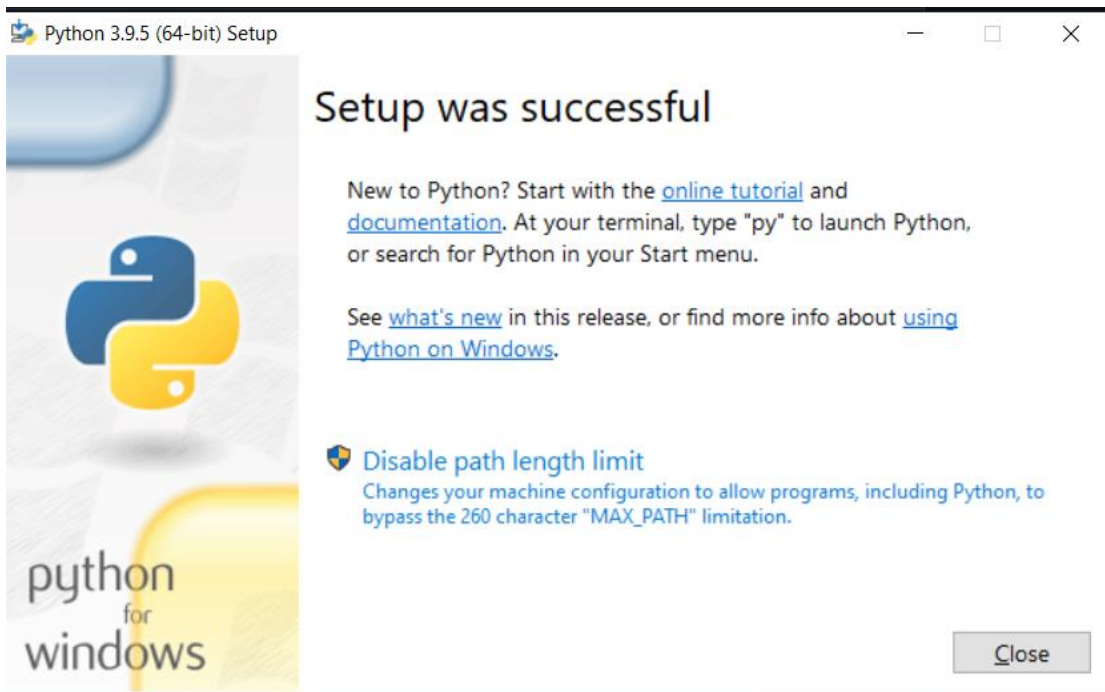 Python 3.9.5 (64-bit) Setup
Setup was successful
New to Python? Start with the online tutorial and
documentation. At your terminal, type "py" to launch Python,
or search for Python in your Start menu.
See what's new in this release, or find more info about using
Python on Windows.
Disable path length limit
Changes your machine configuration to allow programs, including Python, to
bypass the 260 character "MAX_PATH" limitation.
python
for
windows
Close